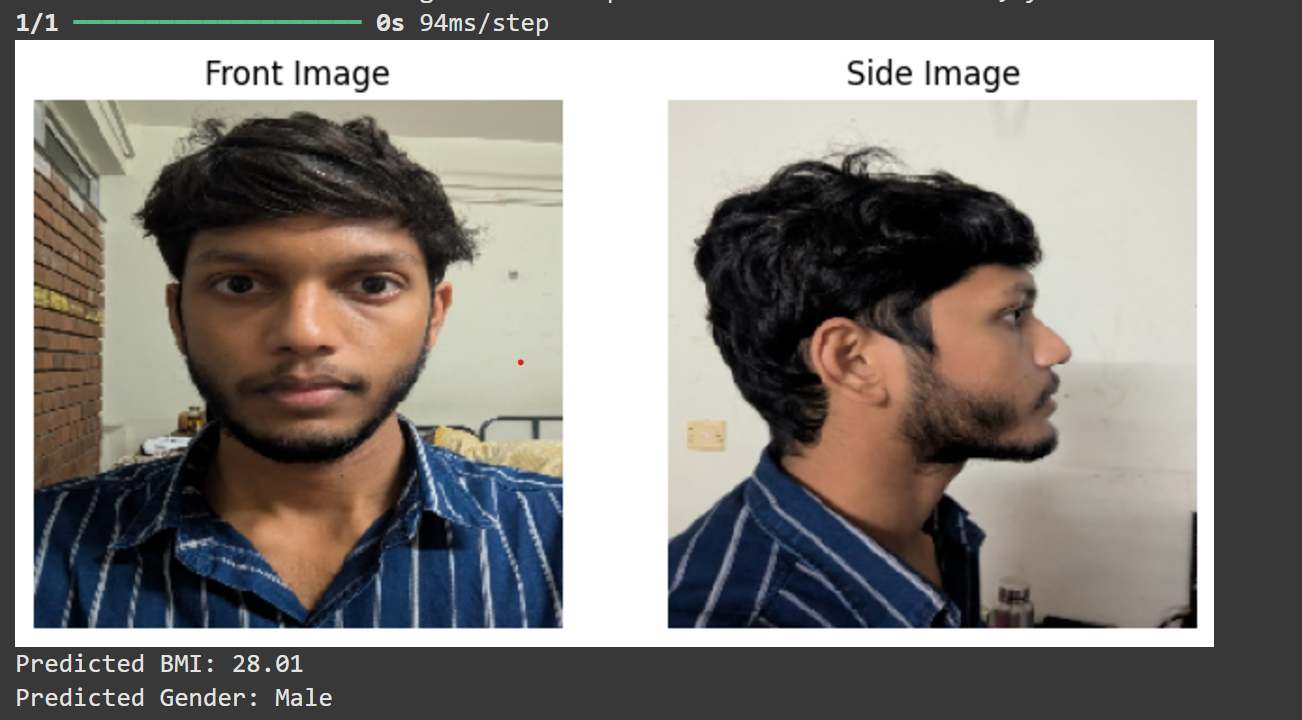 1/1 ━━━━━━━━━━━━━━━━━━━━ 0s 94ms/step
Front Image
Side Image
Predicted BMI: 28.01
Predicted Gender: Male